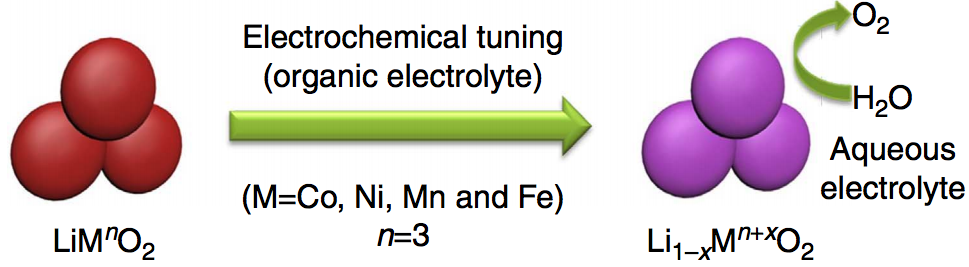 Electrochemical tuning
(organic electrolyte)
(M=Co, Ni, Mn and Fe)
n=3
LiMⁿO₂
O₂
H₂O
Aqueous
electrolyte
Li₁₋ₓMⁿ⁺ˣO₂